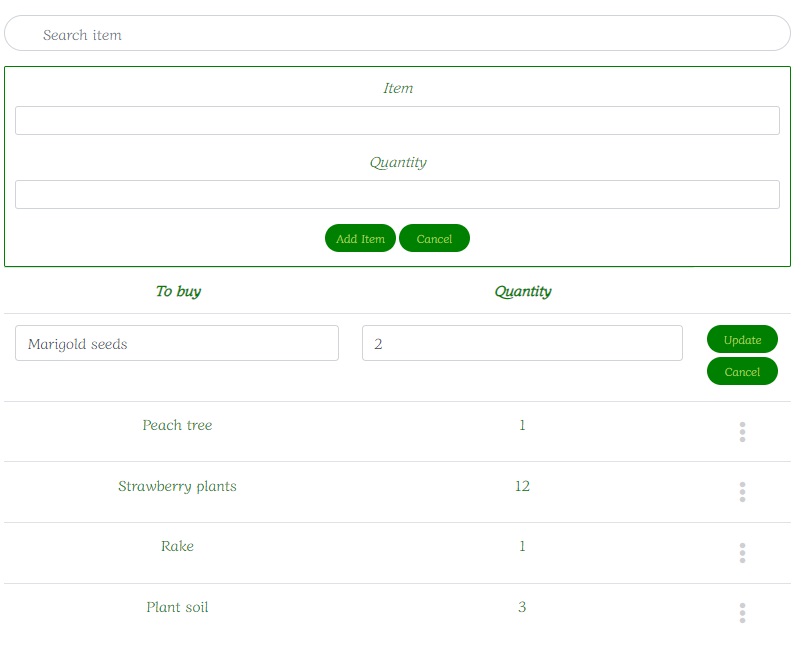 Search item
Item
Quantity
Add Item Cancel
To buy Quantity
Marigold seeds 2 Update
Cancel
Peach tree 1
Strawberry plants 12
Rake 1
Plant soil 3